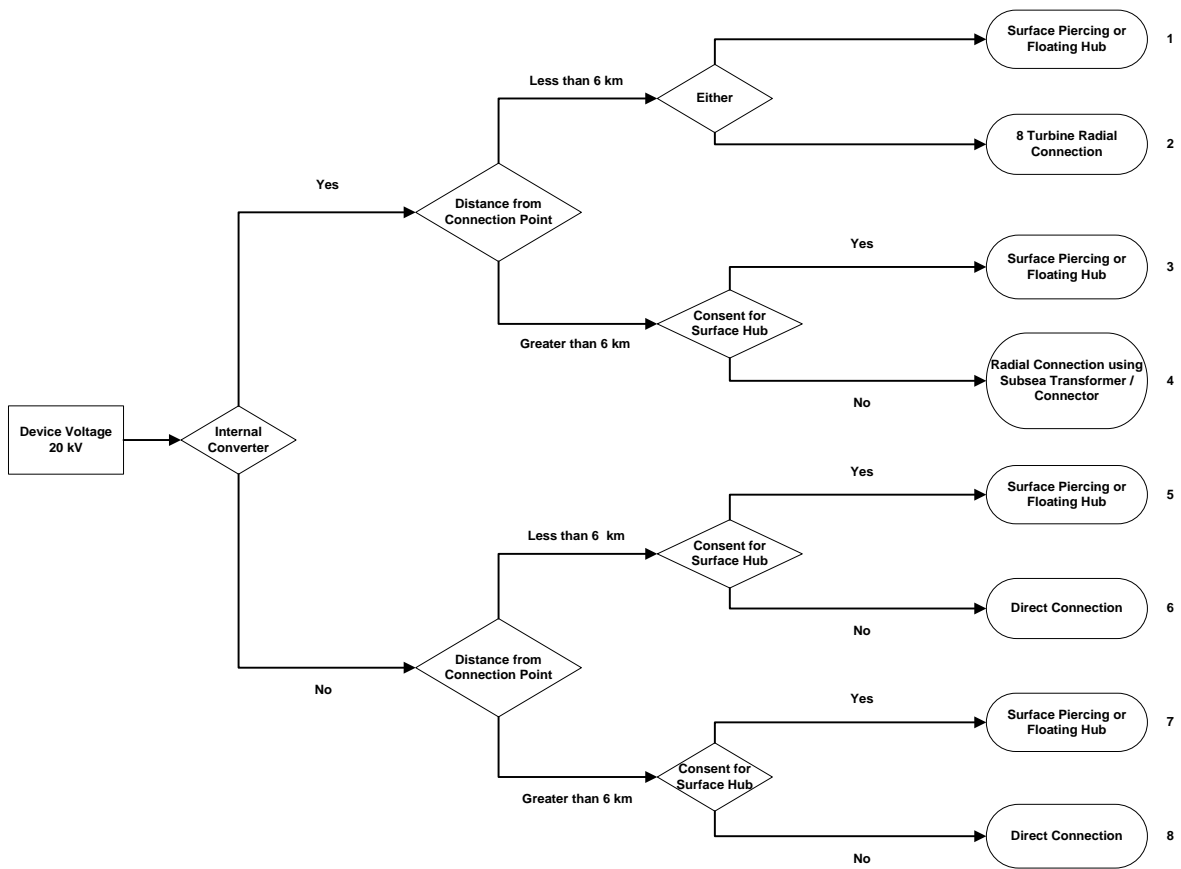 Surface Piercing or
Floating Hub
1
Less than 6 km
Either
8 Turbine Radial
Connection
2
Yes
Distance from
Connection Point
Yes
Surface Piercing or
Floating Hub
3
Consent for
Surface Hub
Greater than 6 km
Radial Connection using
Subsea Transformer /
Connector
4
No
Device Voltage
20 kV
Internal
Converter
Yes
Surface Piercing or
Floating Hub
5
Less than 6  km
Consent for
Surface Hub
Direct Connection
6
No
Distance from
Connection Point
No
Yes
Surface Piercing or
Floating Hub
7
Consent for
Surface Hub
Greater than 6 km
Direct Connection
8
No